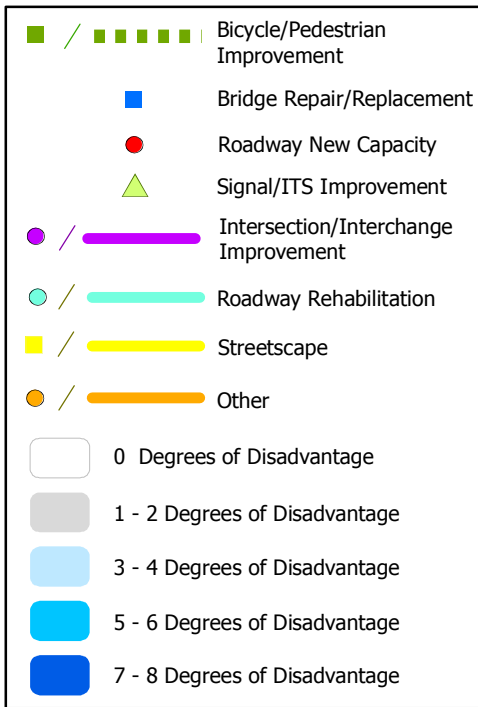 Bicycle/Pedestrian
Improvement
Bridge Repair/Replacement
Roadway New Capacity
Signal/ITS Improvement
Intersection/Interchange
Improvement
Roadway Rehabilitation
Streetscape
Other
0 Degrees of Disadvantage
1 - 2 Degrees of Disadvantage
3 - 4 Degrees of Disadvantage
5 - 6 Degrees of Disadvantage
7 - 8 Degrees of Disadvantage